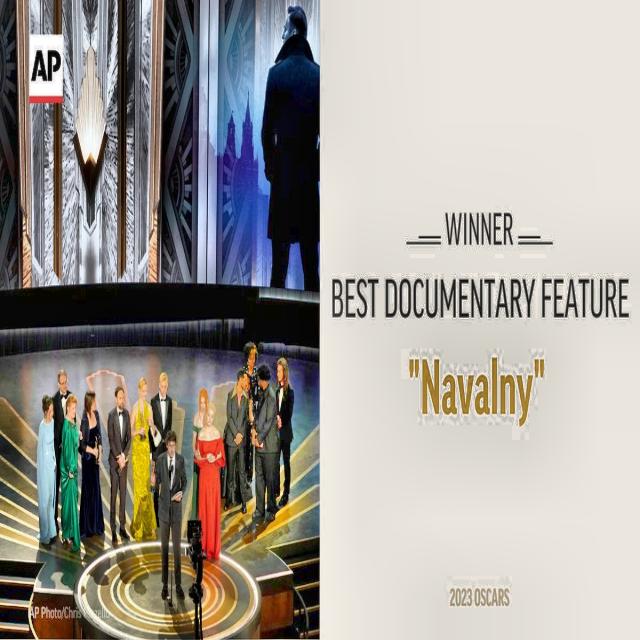 AP
WINNER
BEST DOCUMENTARY FEATURE
"Navalny"
2023 OSCARS
AP Photo/Chris